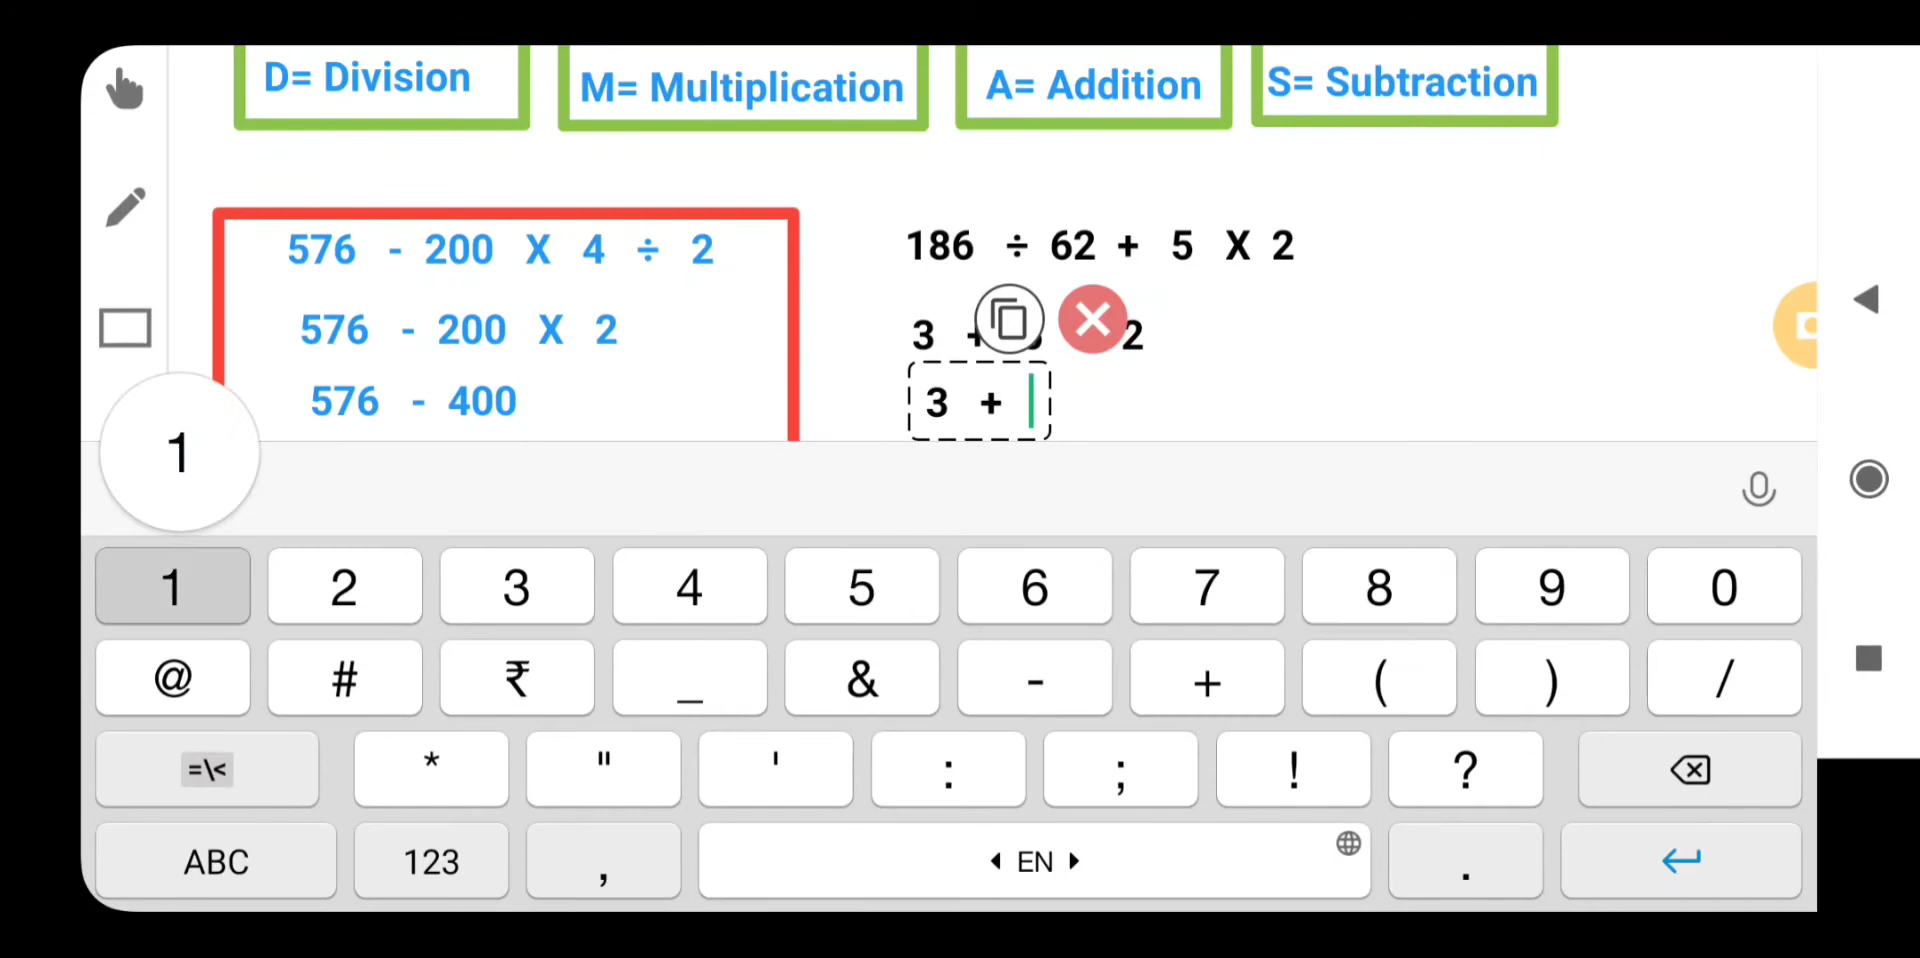 D= Division M= Multiplication A= Addition S= Subtraction
576 - 200 X 4 ÷ 2
576 - 200 X 2
576 - 400
186 ÷ 62 + 5 X 2
3 + 2
3 +
1
1 2 3 4 5 6 7 8 9 0
@ # ₹ _ & - + ( ) /
=\< * " ' : ; ! ?
ABC 123 , EN .